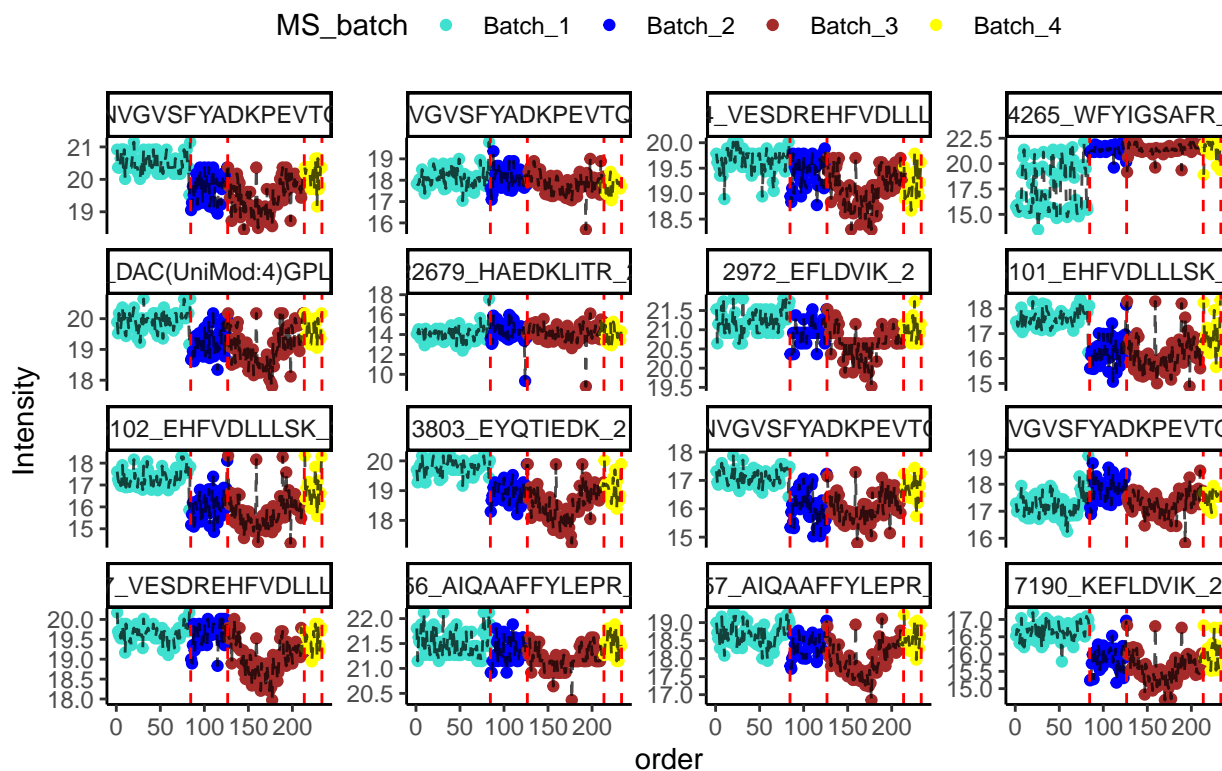 MS_batch Batch_1 Batch_2 Batch_3 Batch_4
NVGVSFYADKPEVTQ VGVSFYADKPEVTQ 4_VESDREHFVDLLL 4265_WFYIGSAFR_
21 20 19
19 18 17 16
20.0 19.5 19.0 18.5
22.5 20.0 17.5 15.0
_DAC(UniMod:4)GPL 22679_HAEDKLITR_2 2972_EFLDVIK_2 101_EHFVDLLLSK_
20 19 18
18 16 14 12 10
21.5 21.0 20.5 20.0 19.5
18 17 16 15
Intensity
102_EHFVDLLLSK_ 3803_EYQTIEDK_2 NVGVSFYADKPEVTQ VGVSFYADKPEVTQ
18 17 16 15
20 19 18
18 17 16 15
19 18 17 16
7_VESDREHFVDLLL 56_AIQAAFFYLEPR_ 57_AIQAAFFYLEPR_ 7190_KEFLDVIK_2
20.0 19.5 19.0 18.5 18.0
22.0 21.5 21.0 20.5
19.0 18.5 18.0 17.5 17.0
17.0 16.5 16.0 15.5 15.0
0 50 100 150 200 0 50 100 150 200 0 50 100 150 200 0 50 100 150 200
order